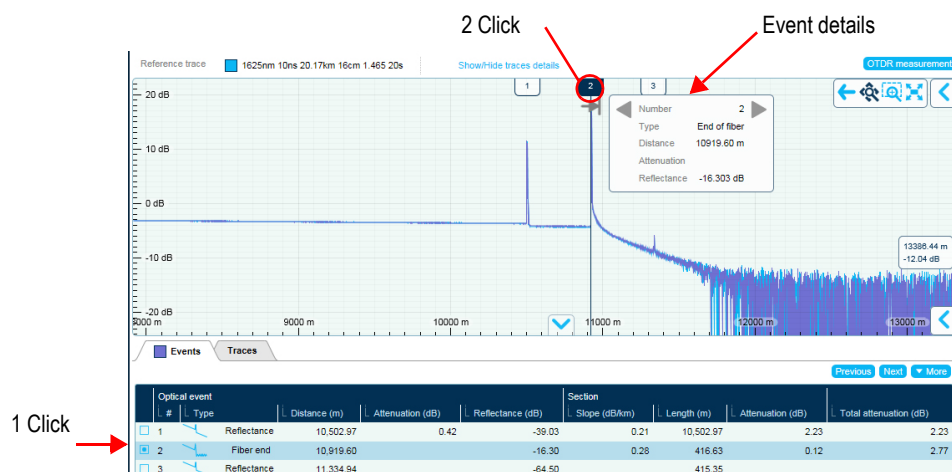 2 Click
Event details
Reference trace 1625nm 10ns 20.17km 16cm 1.465 20s Show/Hide traces details OTDR measurement
1 2 3
20 dB
Number 2
Type End of fiber
Distance 10919.60 m
Attenuation
Reflectance -16.303 dB
10 dB
0 dB
13386.44 m
-12.04 dB
-10 dB
-20 dB
9000 m 10000 m 11000 m 12000 m 13000 m
Events Traces
Previous Next More
Optical event Section
# Type Distance (m) Attenuation (dB) Reflectance (dB) Slope (dB/km) Length (m) Attenuation (dB) Total attenuation (dB)
1 Click
1 Reflectance 10,502.97 0.42 -39.03 0.21 10,502.97 2.23 2.23
2 Fiber end 10,919.60 -16.30 0.28 416.63 0.12 2.77
3 Reflectance 11,334.94 -64.50 415.35